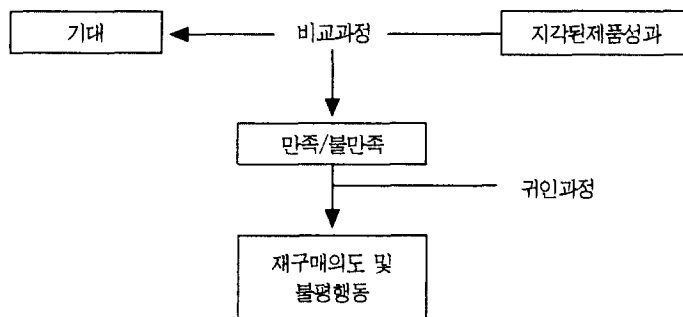 기대
비교과정
지각된제품성과
만족/불만족
귀인과정
재구매의도 및
불평행동